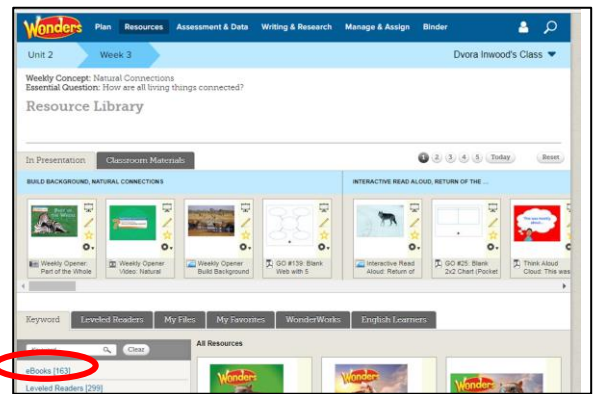 Wonders Plan Resources Assessment & Data Writing & Research Manage & Assign Binder
Unit 2 Week 3 Dvora Inwood's Class
Weekly Concept: Natural Connections
Essential Question: How are all living things connected?
Resource Library
In Presentation Classroom Materials 1 2 3 4 5 Today Reset
BUILD BACKGROUND, NATURAL CONNECTIONS INTERACTIVE READ ALOUD, RETURN OF THE ...
Weekly Opener: Part of the Whole
Weekly Opener Video: Natural
Weekly Opener Build Background
GO #139: Blank Web with 5
Interactive Read Aloud: Return of
GO #25: Blank 2x2 Chart (Pocket
Think Aloud Cloud: This was
Keyword Leveled Readers My Files My Favorites WonderWorks English Learners
Clear All Resources
eBooks [163]
Leveled Readers [299]
Wonders Wonders Wonders